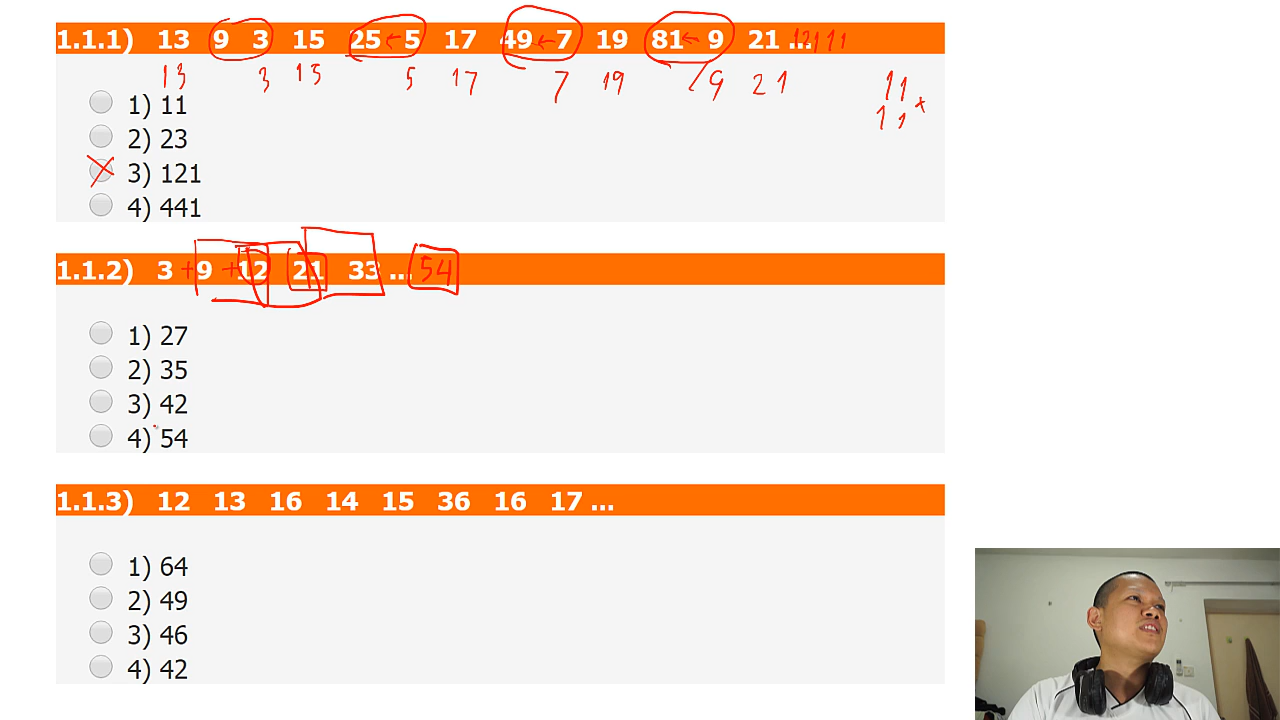 1.1.1) 13 9 3 15 25 ← 5 17 49 ← 7 19 81 ← 9 21 ... 121 11
13 3 15 5 17 7 19 9 21 11
1) 11 11 ×
2) 23
3) 121
4) 441
1.1.2) 3 + 9 + 12 21 33 ... 54
1) 27
2) 35
3) 42
4) 54
1.1.3) 12 13 16 14 15 36 16 17 ...
1) 64
2) 49
3) 46
4) 42